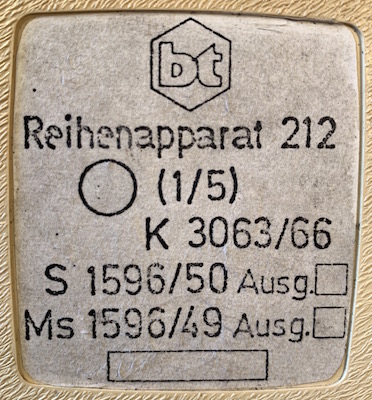 bt
Reihenapparat 212
(1/5)
K 3063/66
S 1596/50 Ausg.
Ms 1596/49 Ausg.